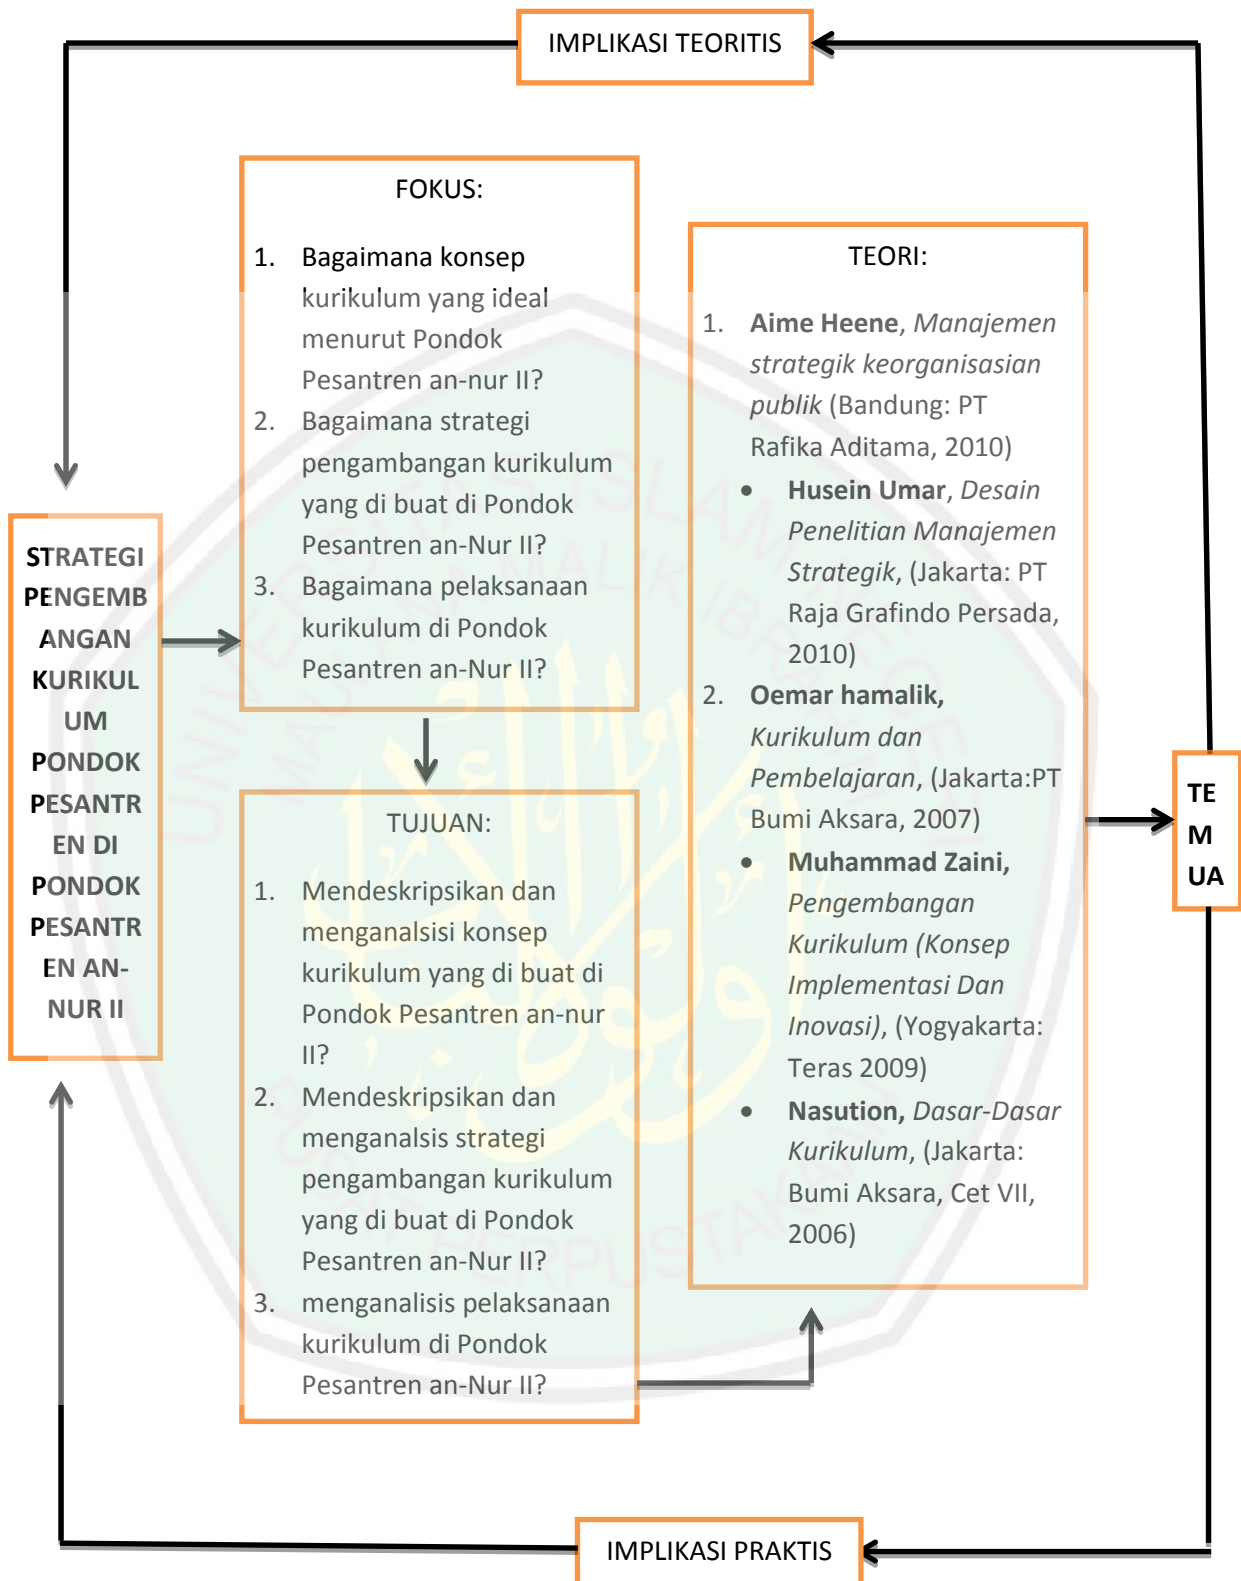 IMPLIKASI TEORITIS
FOKUS:
1. Bagaimana konsep
kurikulum yang ideal
menurut Pondok
Pesantren an-nur II?
2. Bagaimana strategi
pengambangan kurikulum
yang di buat di Pondok
Pesantren an-Nur II?
3. Bagaimana pelaksanaan
kurikulum di Pondok
Pesantren an-Nur II?
TEORI:
1. Aime Heene, Manajemen
strategik keorganisasian
publik (Bandung: PT
Rafika Aditama, 2010)
• Husein Umar, Desain
Penelitian Manajemen
Strategik, (Jakarta: PT
Raja Grafindo Persada,
2010)
2. Oemar hamalik,
Kurikulum dan
Pembelajaran, (Jakarta:PT
Bumi Aksara, 2007)
• Muhammad Zaini,
Pengembangan
Kurikulum (Konsep
Implementasi Dan
Inovasi), (Yogyakarta:
Teras 2009)
• Nasution, Dasar-Dasar
Kurikulum, (Jakarta:
Bumi Aksara, Cet VII,
2006)
STRATEGI
PENGEMB
ANGAN
KURIKUL
UM
PONDOK
PESANTR
EN DI
PONDOK
PESANTR
EN AN-
NUR II
TE
M
UA
TUJUAN:
1. Mendeskripsikan dan
menganalsisi konsep
kurikulum yang di buat di
Pondok Pesantren an-nur
II?
2. Mendeskripsikan dan
menganalsis strategi
pengambangan kurikulum
yang di buat di Pondok
Pesantren an-Nur II?
3. menganalisis pelaksanaan
kurikulum di Pondok
Pesantren an-Nur II?
IMPLIKASI PRAKTIS
UNIVERSITAS ISLAM NEGERI
MAULANA MALIK IBRAHIM
PUSAT PERPUSTAKAAN